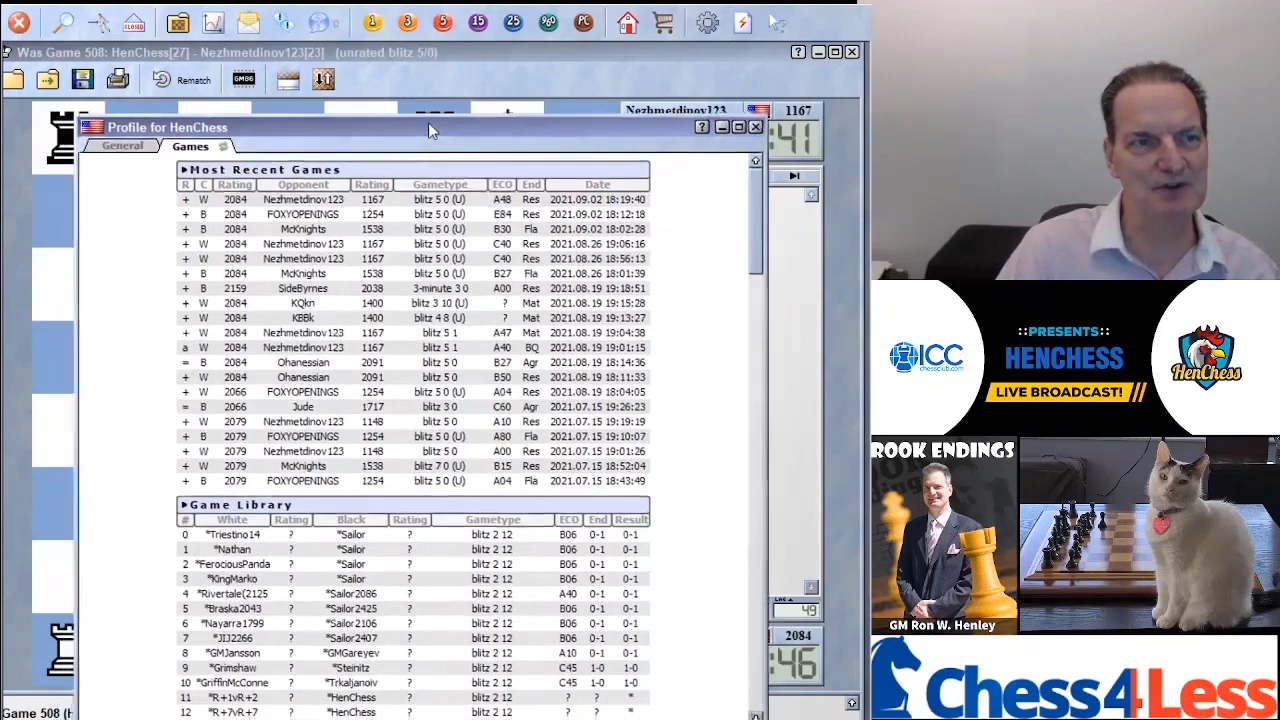 CLOSED
1
3
5
15
25
960
PC
Was Game 508: HenChess[27] - Nezhmetdinov123[23] (unrated blitz 5/0)
Rematch
GMB6
Nezhmetdinov123
1167
:41
Profile for HenChess
General
Games
Most Recent Games
R C Rating Opponent Rating Gametype ECO End Date
+ W 2084 Nezhmetdinov123 1167 blitz 5 0 (U) A48 Res 2021.09.02 18:19:40
+ B 2084 FOXYOPENINGS 1254 blitz 5 0 (U) E84 Res 2021.09.02 18:12:18
+ B 2084 McKnights 1538 blitz 5 0 (U) B30 Fla 2021.09.02 18:02:28
+ W 2084 Nezhmetdinov123 1167 blitz 5 0 (U) C40 Res 2021.08.26 19:06:16
+ W 2084 Nezhmetdinov123 1167 blitz 5 0 (U) C40 Res 2021.08.26 18:56:13
+ B 2084 McKnights 1538 blitz 5 0 (U) B27 Fla 2021.08.26 18:01:39
+ a B 2159 SideByrnes 2038 3-minute 3 0 A00 Res 2021.08.19 19:18:51
+ W 2084 KQkn 1400 blitz 3 10 (U) ? Mat 2021.08.19 19:15:28
+ W 2084 KBBk 1400 blitz 4 8 (U) ? Mat 2021.08.19 19:13:27
+ W 2084 Nezhmetdinov123 1167 blitz 5 1 A47 Mat 2021.08.19 19:04:38
a W 2084 Nezhmetdinov123 1167 blitz 5 1 A40 BQ 2021.08.19 19:01:15
= B 2084 Ohanessian 2091 blitz 5 0 B27 Agr 2021.08.19 18:14:36
+ W 2084 Ohanessian 2091 blitz 5 0 B50 Res 2021.08.19 18:11:33
+ W 2066 FOXYOPENINGS 1254 blitz 5 0 (U) A04 Res 2021.08.19 18:04:05
= B 2066 Jude 1717 blitz 3 0 C60 Agr 2021.07.15 19:26:23
+ W 2079 Nezhmetdinov123 1148 blitz 5 0 (U) A10 Res 2021.07.15 19:19:19
+ B 2079 FOXYOPENINGS 1254 blitz 5 0 (U) A80 Fla 2021.07.15 19:10:07
+ W 2079 Nezhmetdinov123 1148 blitz 5 0 (U) A00 Res 2021.07.15 19:01:26
+ W 2079 McKnights 1538 blitz 7 0 (U) B15 Res 2021.07.15 18:52:04
+ W 2079 FOXYOPENINGS 1254 blitz 5 0 (U) A04 Fla 2021.07.15 18:43:49
Game Library
# White Rating Black Rating Gametype ECO End Result
0 *Triestino14 ? *Sailor ? blitz 2 12 B06 0-1 0-1
1 *Nathan ? *Sailor ? blitz 2 12 B06 0-1 0-1
2 *FerociousPanda ? *Sailor ? blitz 2 12 B06 0-1 0-1
3 *KingMarko ? *Sailor ? blitz 2 12 B06 0-1 0-1
4 *Rivertale(2125 ? *Sailor2086 ? blitz 2 12 A40 0-1 0-1
5 *Braska2043 ? *Sailor2425 ? blitz 2 12 B06 0-1 0-1
6 *Nayarra1799 ? *Sailor2106 ? blitz 2 12 B06 0-1 0-1
7 *JIJ2266 ? *Sailor2407 ? blitz 2 12 B06 0-1 0-1
8 *GMJansson ? *GMGareyev ? blitz 2 12 A10 0-1 0-1
9 *Grimshaw ? *Steinitz ? blitz 2 12 C45 1-0 1-0
10 *GriffinMcConne ? *Trkaljanoiv ? blitz 2 12 C45 1-0 1-0
11 *R+1vR+2 ? *HenChess ? blitz 2 12 ? ? *
12 *R+7vR+7 ? *HenChess ? blitz 2 12 ? ? *
49
2084
:46
Game 508 (h
ICC
chessclub.com
::PRESENTS::
HENCHESS
LIVE BROADCAST!
HenChess
ROOK ENDINGS
GM Ron W. Henley
Chess4Less